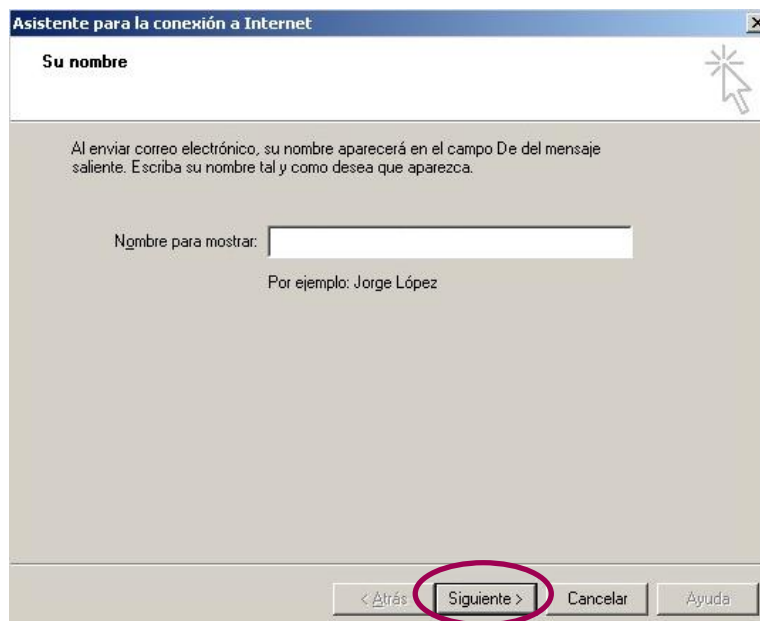 Asistente para la conexión a Internet
Su nombre
Al enviar correo electrónico, su nombre aparecerá en el campo De del mensaje
saliente. Escriba su nombre tal y como desea que aparezca.
Nombre para mostrar:
Por ejemplo: Jorge López
< Atrás Siguiente > Cancelar Ayuda